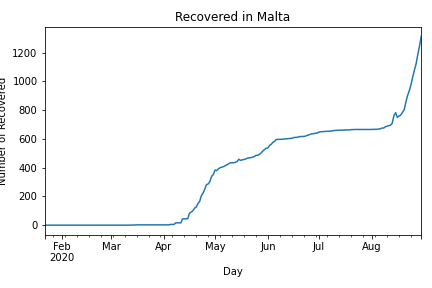 Recovered in Malta
Number of Recovered
1200
1000
800
600
400
200
0
Feb
2020
Mar
Apr
May
Jun
Jul
Aug
Day